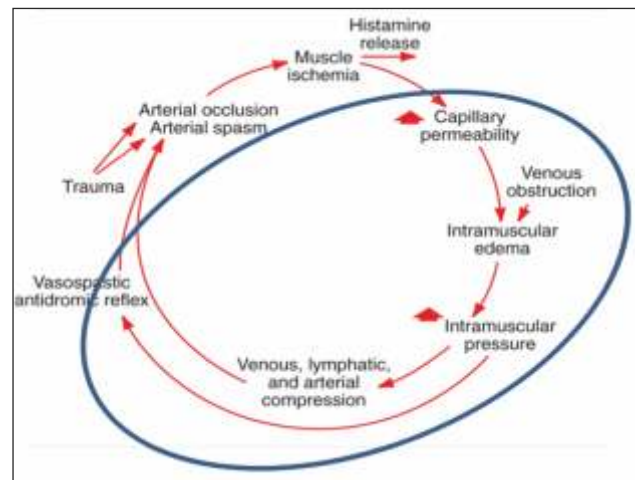 Histamine
release
Muscle
ischemia
Arterial occlusion
Arterial spasm
Capillary
permeability
Trauma
Venous
obstruction
Intramuscular
edema
Vasospastic
antidromic reflex
Intramuscular
pressure
Venous, lymphatic,
and arterial
compression